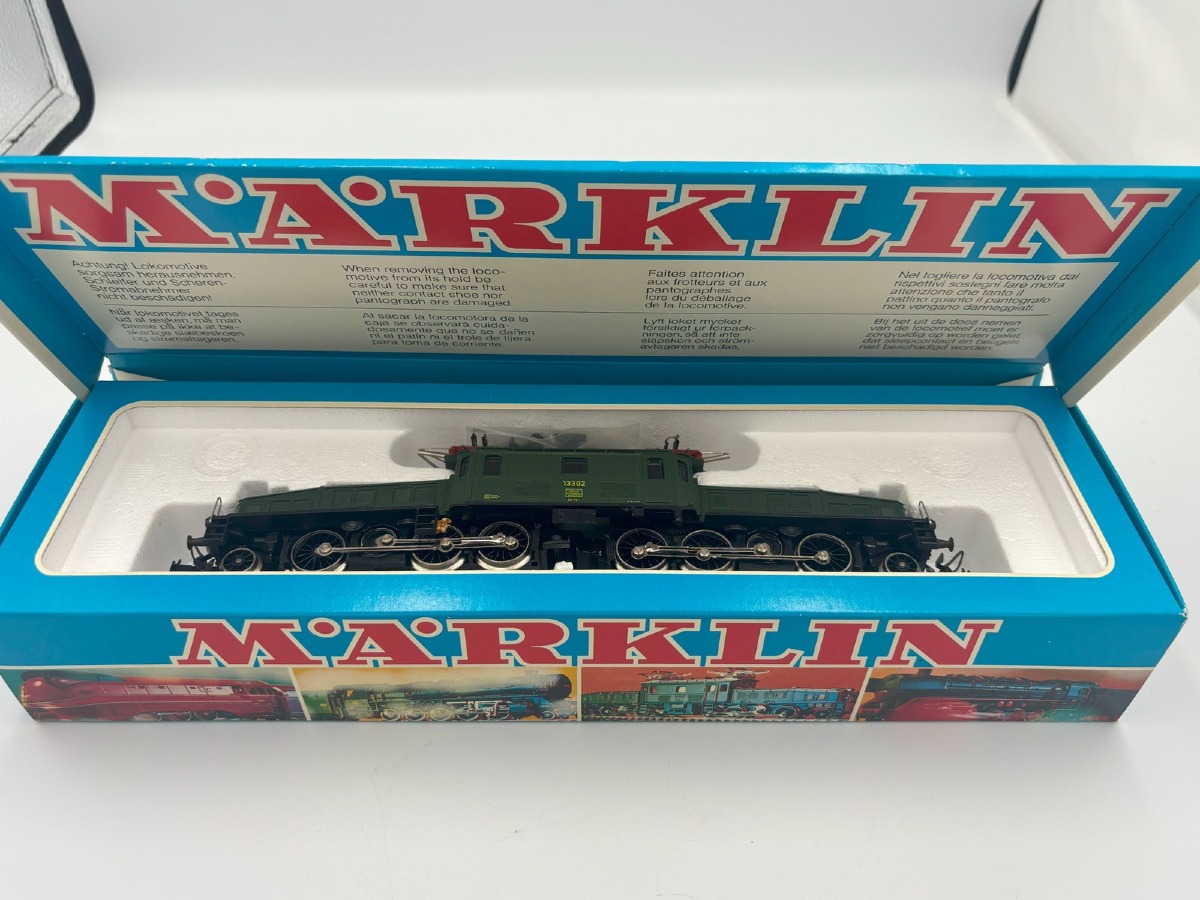 MÄRKLIN
Achtung! Lokomotive
sorgsam herausnehmen.
Schleifer und Scheren-
Stromabnehmer
nicht beschädigen!
Når lokomotivet tages
ud af æsken, må man
passe på ikke at be-
skadige slæbeskoen
og strømaftageren.
When removing the loco-
motive from its hold be
careful to make sure that
neither contact shoe nor
pantograph are damaged.
Al sacar la locomotora de la
caja se observará cuida-
dosamente que no se dañen
ni el patin ni el trole de tijera
para toma de corriente.
Faites attention
aux frotteurs et aux
pantographes
lors du déballage
de la locomotive.
Lyft loket mycket
försiktigt ur förpack-
ningen, så att inte
släpskon och ström-
avtagaren skadas.
Nel togliere la locomotiva dai
rispettivi sostegni fare molta
attenzione che tanto il
pattino quanto il pantografo
non vengano danneggiati.
Bij het uit de doos nemen
van de locomotief moet er
zorgvuldig op worden gelet
dat sleepcontact en beugels
niet beschadigd worden.
13302
MÄRKLIN